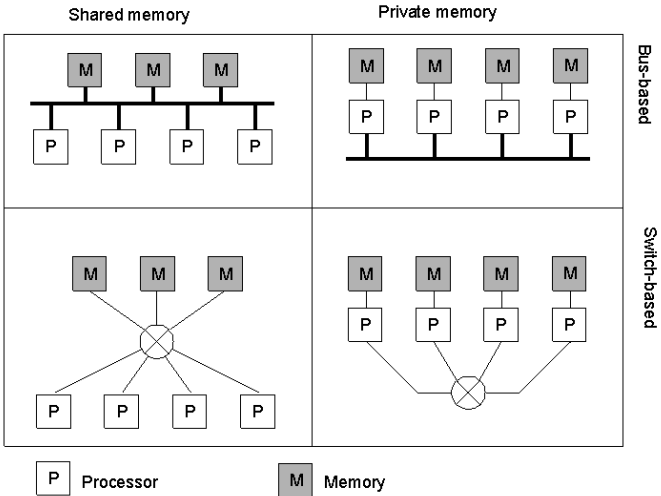 Shared memory
Private memory
M M M
P P P P
M M M M
P P P P
Bus-based
M M M
P P P P
M M M M
P P P P
Switch-based
P Processor
M Memory